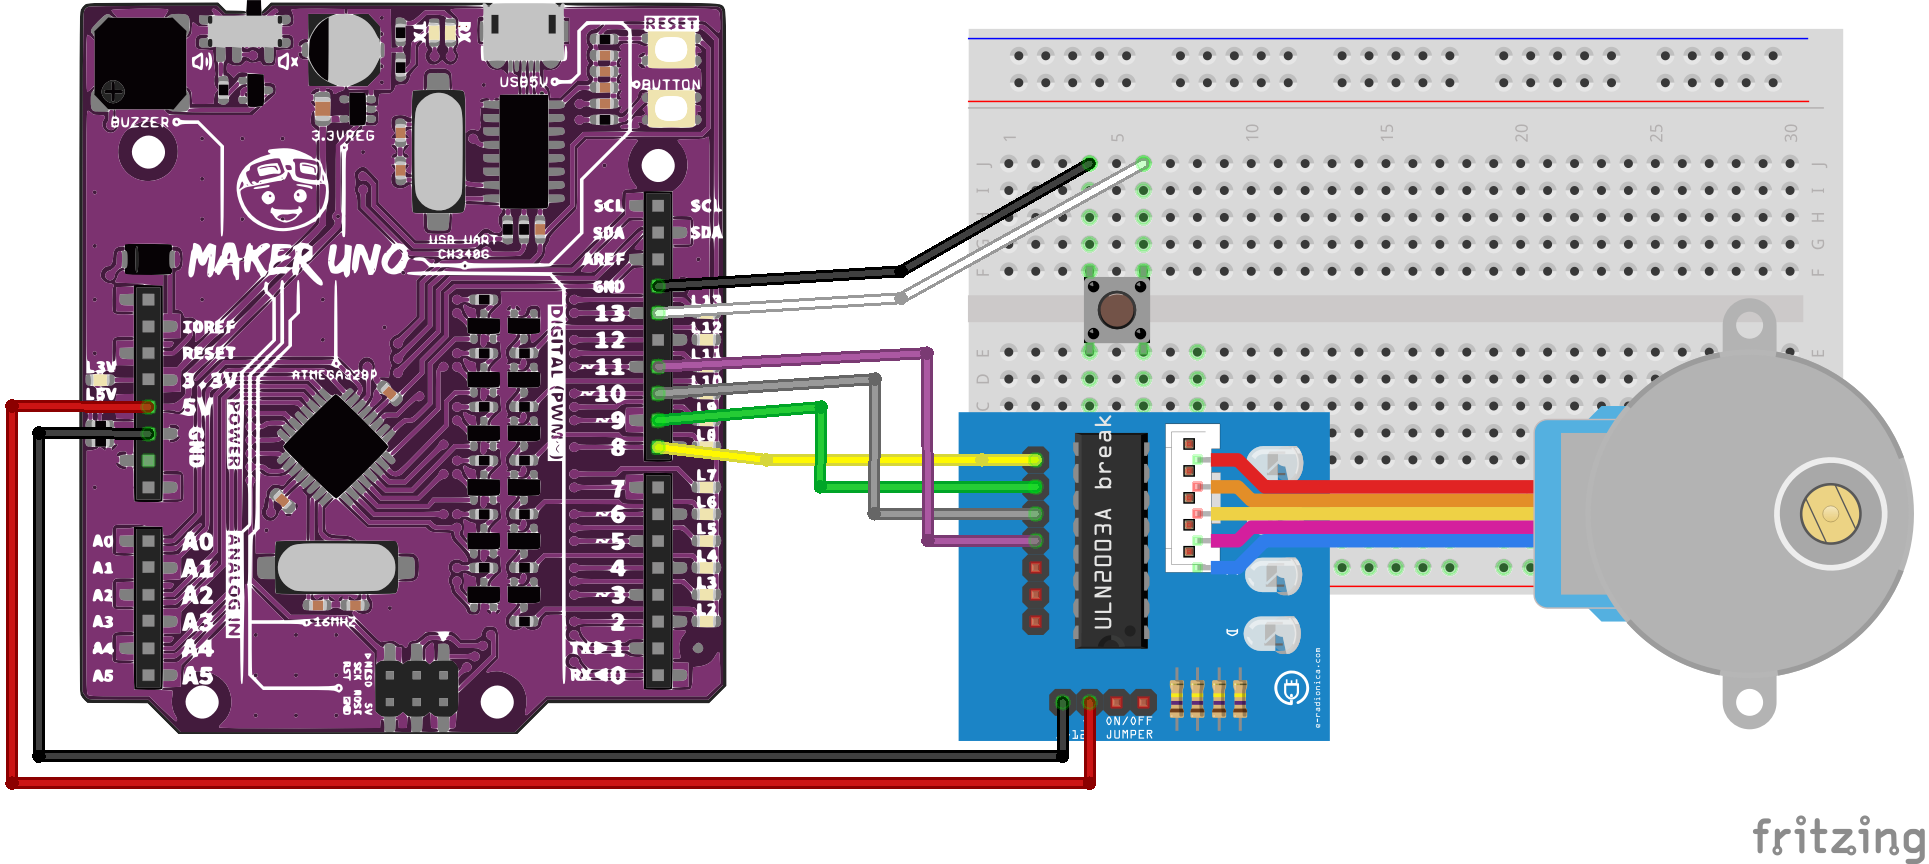 BUZZER
3.3VREG
TX
RX
USB5V
RESET
BUTTON
MAKER UNO
USB UART
CH340G
SCL
SDA
AREF
GND
13
12
~11
~10
~9
8
7
~6
~5
4
~3
2
TX 1
RX 0
SCL
SDA
L13
L12
L11
L10
L9
L8
L7
L6
L5
L4
L3
L2
DIGITAL (PWM~)
IOREF
RESET
3.3V
5V
GND
L3V
L5V
POWER
ATMEGA328P
ANALOG IN
A0
A1
A2
A3
A4
A5
A0
A1
A2
A3
A4
A5
16MHZ
RST
SCK
MISO
GND
MOSI
5V
1
5
10
15
20
25
30
J
I
H
G
F
E
D
C
J
I
H
G
F
E
ULN2003A break
D
ON/OFF
JUMPER
e-radionica.com
fritzing